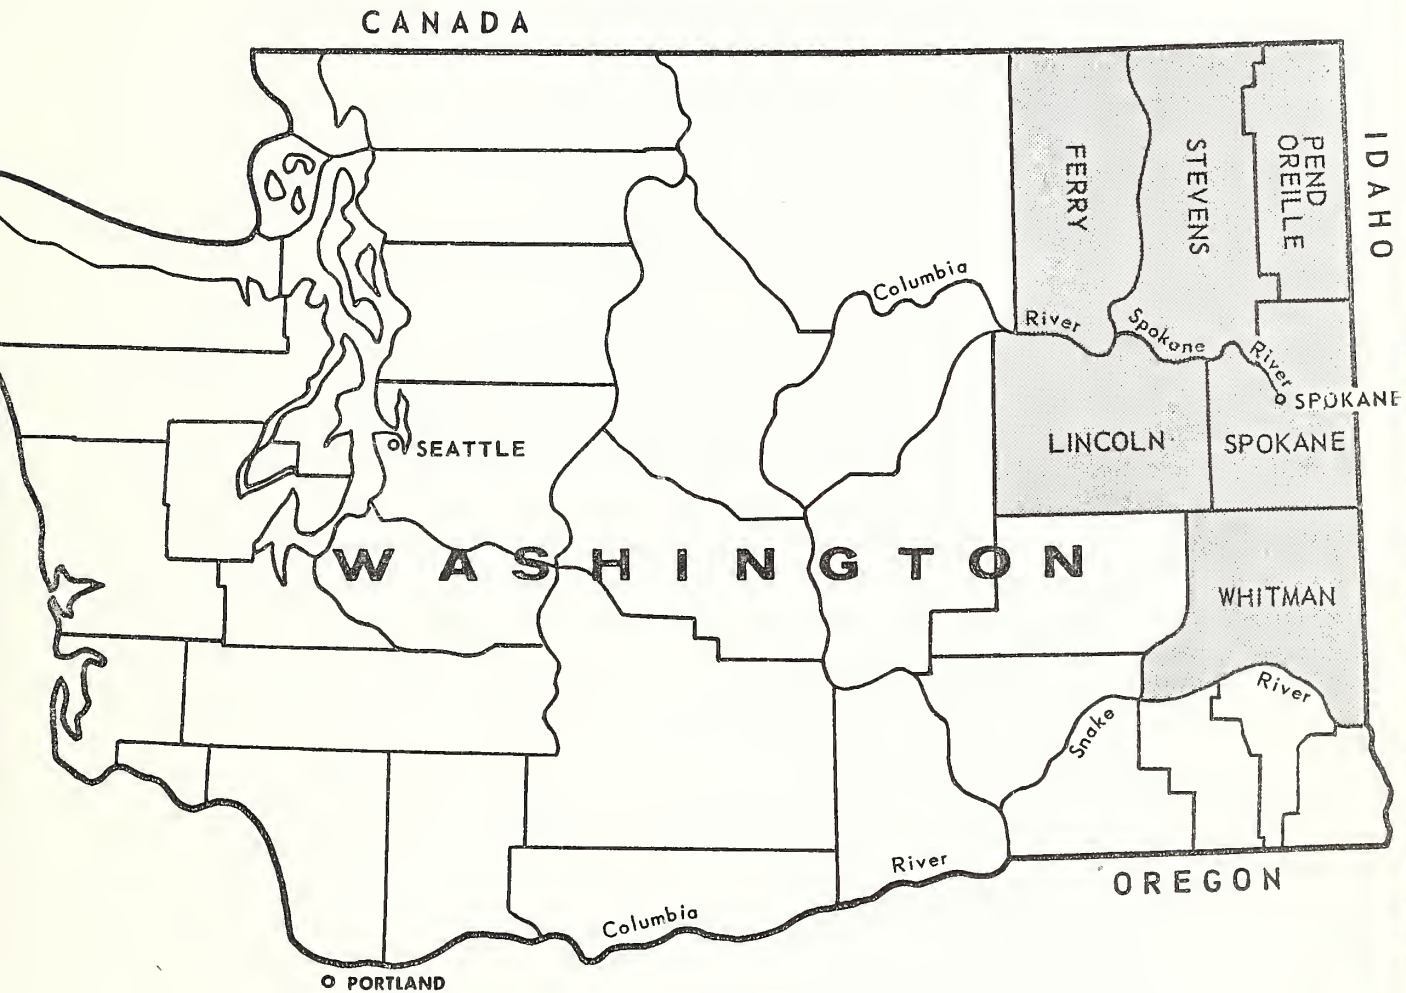 CANADA
IDAHO
FERRY
STEVENS
PEND
OREILLE
Columbia
River
Spokane
River
SPOKANE
SEATTLE
LINCOLN
SPOKANE
WASHINGTON
WHITMAN
River
Snake
River
OREGON
Columbia
PORTLAND